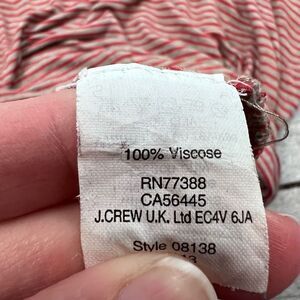 100% Viscose
RN77388
CA56445
J.CREW U.K. Ltd EC4V 6JA
Style 08138